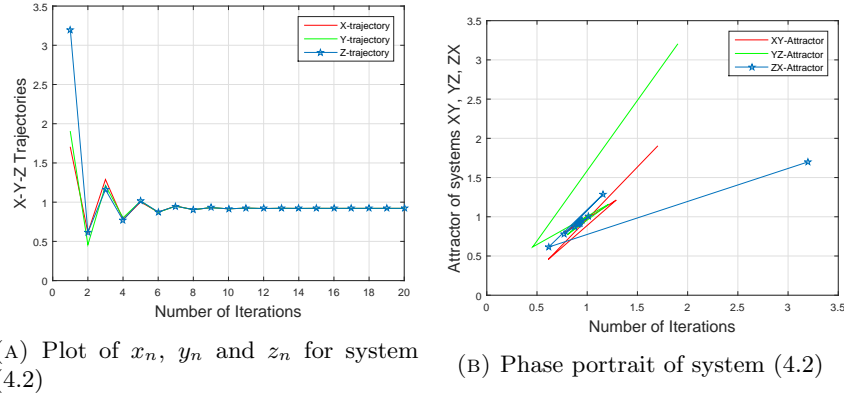 X-Y-Z Trajectories
3.5
3
2.5
2
1.5
1
0.5
0
0 2 4 6 8 10 12 14 16 18 20
Number of Iterations
X-trajectory
Y-trajectory
Z-trajectory
(A) Plot of xₙ, yₙ and zₙ for system
(4.2)
Attractor of systems XY, YZ, ZX
3.5
3
2.5
2
1.5
1
0.5
0
0 0.5 1 1.5 2 2.5 3 3.5
Number of Iterations
XY-Attractor
YZ-Attractor
ZX-Attractor
(B) Phase portrait of system (4.2)